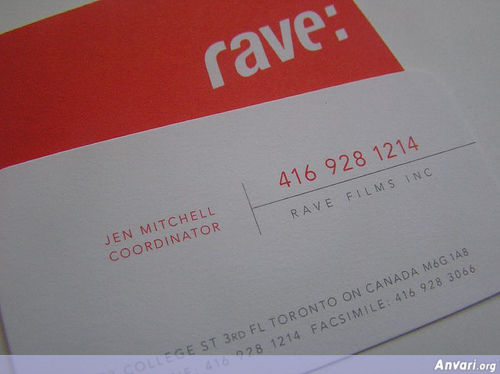 rave:
416 928 1214
RAVE FILMS INC
JEN MITCHELL
COORDINATOR
COLLEGE ST 3RD FL TORONTO ON CANADA M6G 1A8
416 928 1214 FACSIMILE: 416 928 3066
Anvari.org